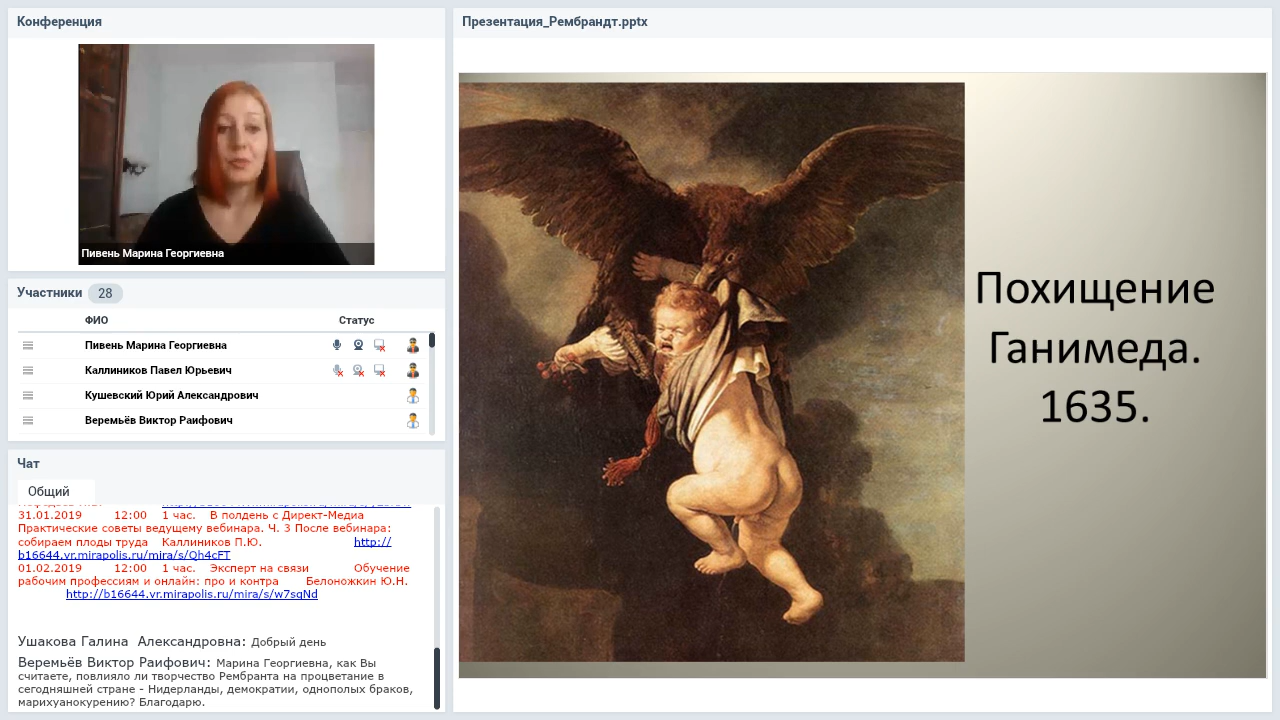 Конференция
Пивень Марина Георгиевна
Участники 28
ФИО Статус
Пивень Марина Георгиевна
Каллиников Павел Юрьевич
Кушевский Юрий Александрович
Веремьёв Виктор Раифович
Чат
Общий
31.01.2019 12:00 1 час. В полдень с Директ-Медиа
Практические советы ведущему вебинара. Ч. 3 После вебинара:
собираем плоды труда Каллиников П.Ю. http://
b16644.vr.mirapolis.ru/mira/s/Qh4cFT
01.02.2019 12:00 1 час. Эксперт на связи Обучение
рабочим профессиям и онлайн: про и контра Белоножкин Ю.Н.
http://b16644.vr.mirapolis.ru/mira/s/w7sqNd
Ушакова Галина Александровна: Добрый день
Веремьёв Виктор Раифович: Марина Георгиевна, как Вы
считаете, повлияло ли творчество Рембранта на процветание в
сегодняшней стране - Нидерланды, демократии, однополых браков,
марихуанокурению? Благодарю.
Презентация_Рембрандт.pptx
Похищение
Ганимеда.
1635.